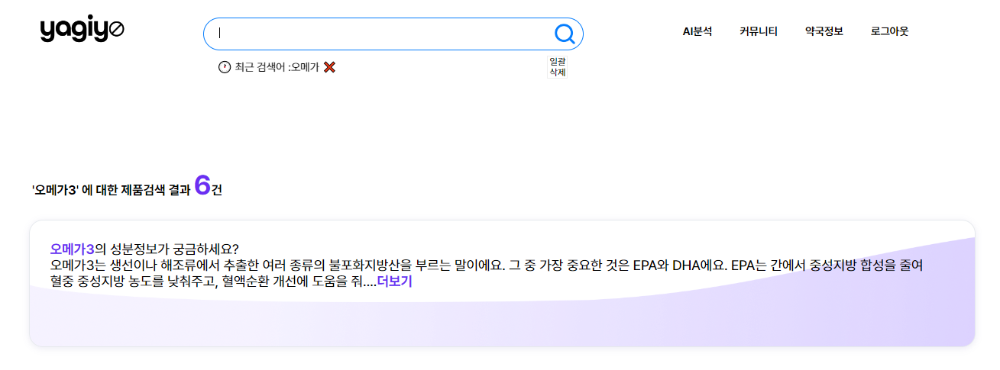 yagiyo
AI분석 커뮤니티 약국정보 로그아웃
최근 검색어 :오메가
일괄
삭제
'오메가3' 에 대한 제품검색 결과 6건
오메가3의 성분정보가 궁금하세요?
오메가3는 생선이나 해조류에서 추출한 여러 종류의 불포화지방산을 부르는 말이에요. 그 중 가장 중요한 것은 EPA와 DHA에요. EPA는 간에서 중성지방 합성을 줄여
혈중 중성지방 농도를 낮춰주고, 혈액순환 개선에 도움을 줘....더보기